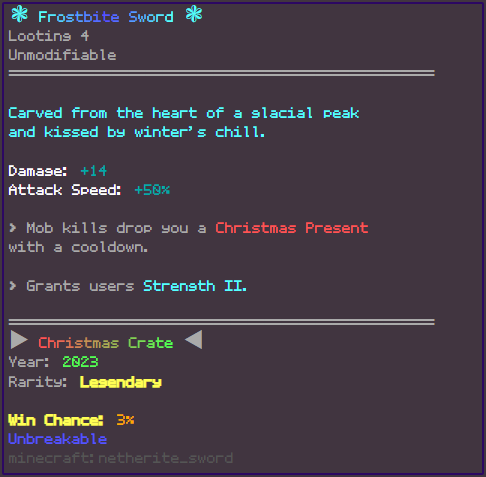 ❃ Frostbite Sword ❃
Looting 4
Unmodifiable
Carved from the heart of a glacial peak
and kissed by winter's chill.
Damage: +14
Attack Speed: +50%
> Mob kills drop you a Christmas Present
with a cooldown.
> Grants users Strength II.
▶ Christmas Crate ◀
Year: 2023
Rarity: Legendary
Win Chance: 3%
Unbreakable
minecraft:netherite_sword